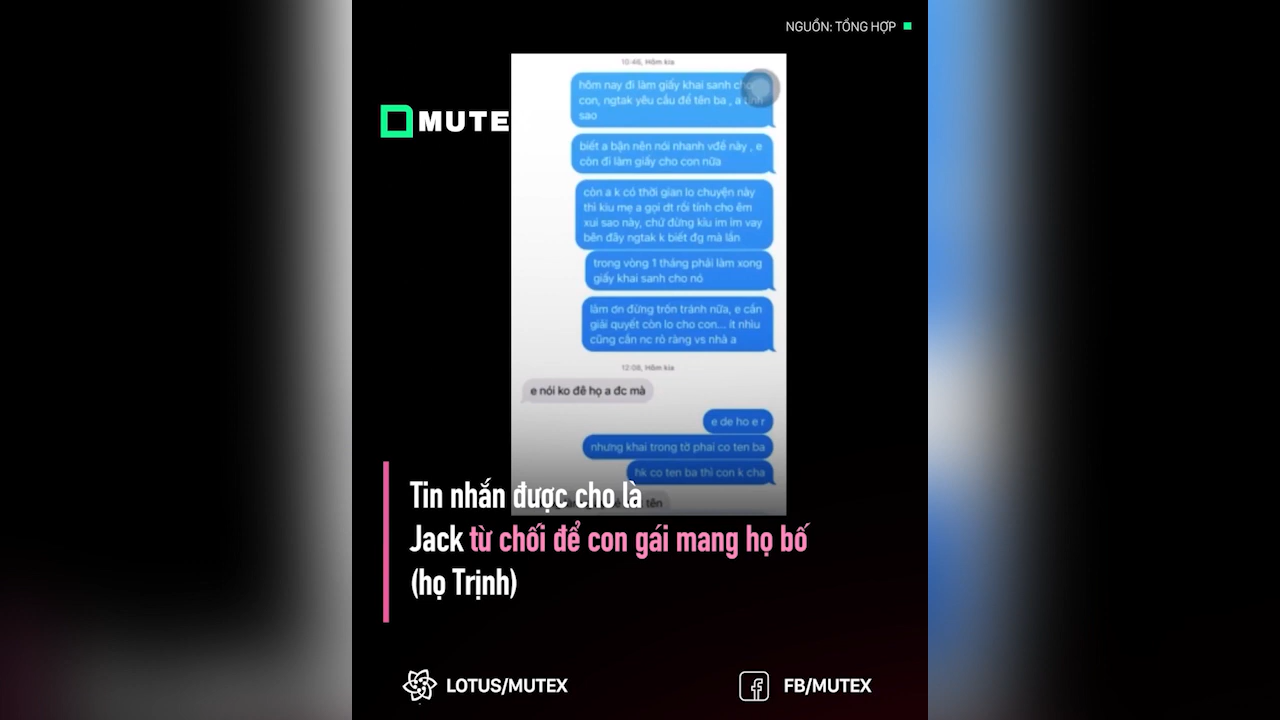 NGUỒN: TỔNG HỢP
10:46, Hôm kia
MUTE
hôm nay đi làm giấy khai sanh cho
con, ngtak yêu cầu để tên ba , a tính
sao
biết a bận nên nói nhanh vđề này , e
còn đi làm giấy cho con nữa
còn a k có thời gian lo chuyện này
thì kiu mẹ a gọi dt rồi tính cho êm
xui sao này, chứ đừng kiu im im vay
bên đây ngtak k biết đg mà lần
trong vòng 1 tháng phải làm xong
giấy khai sanh cho nó
làm ơn đừng trốn tránh nữa, e cần
giải quyết còn lo cho con... ít nhìu
cũng cần nc rõ ràng vs nhà a
12:08, Hôm kia
e nói ko đê họ a đc mà
e de ho e r
nhưng khai trong tờ phai co ten ba
hk co ten ba thi con k cha
tên
Tin nhắn được cho là
Jack từ chối để con gái mang họ bố
(họ Trịnh)
LOTUS/MUTEX
FB/MUTEX